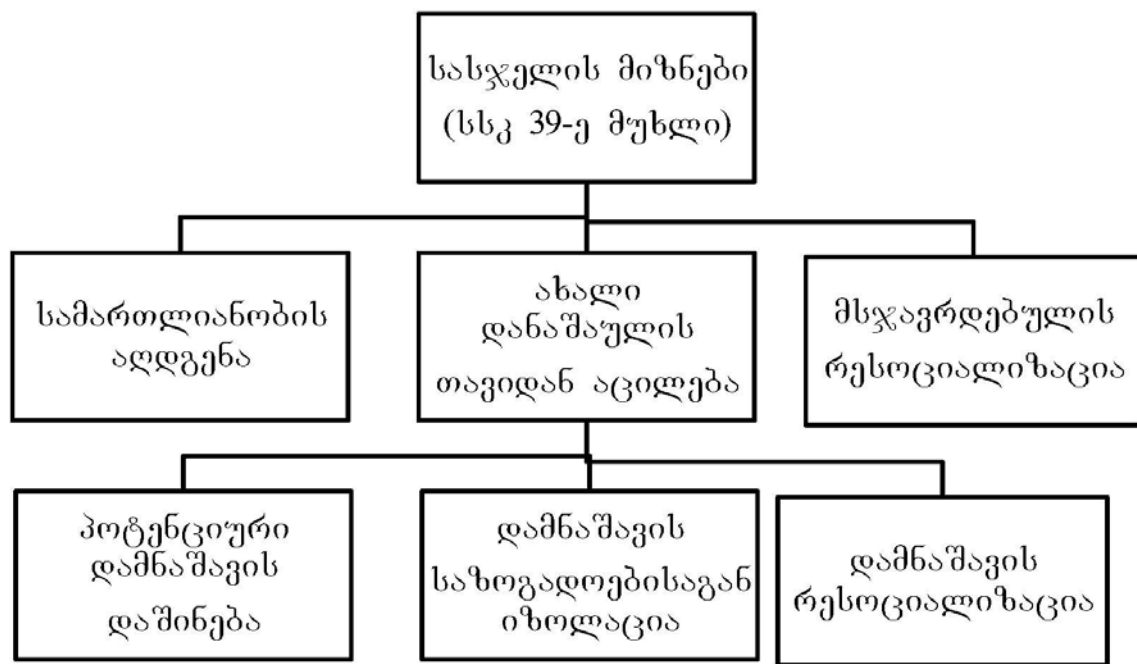 სასჯელის მიზნები
(სსკ 39-ე მუხლი)
სამართლიანობის
აღდგენა
ახალი
დანაშაულის
თავიდან აცილება
მსჯავრდებულის
რესოციალიზაცია
პოტენციური
დამნაშავის
დაშინება
დამნაშავის
საზოგადოებისაგან
იზოლაცია
დამნაშავის
რესოციალიზაცია